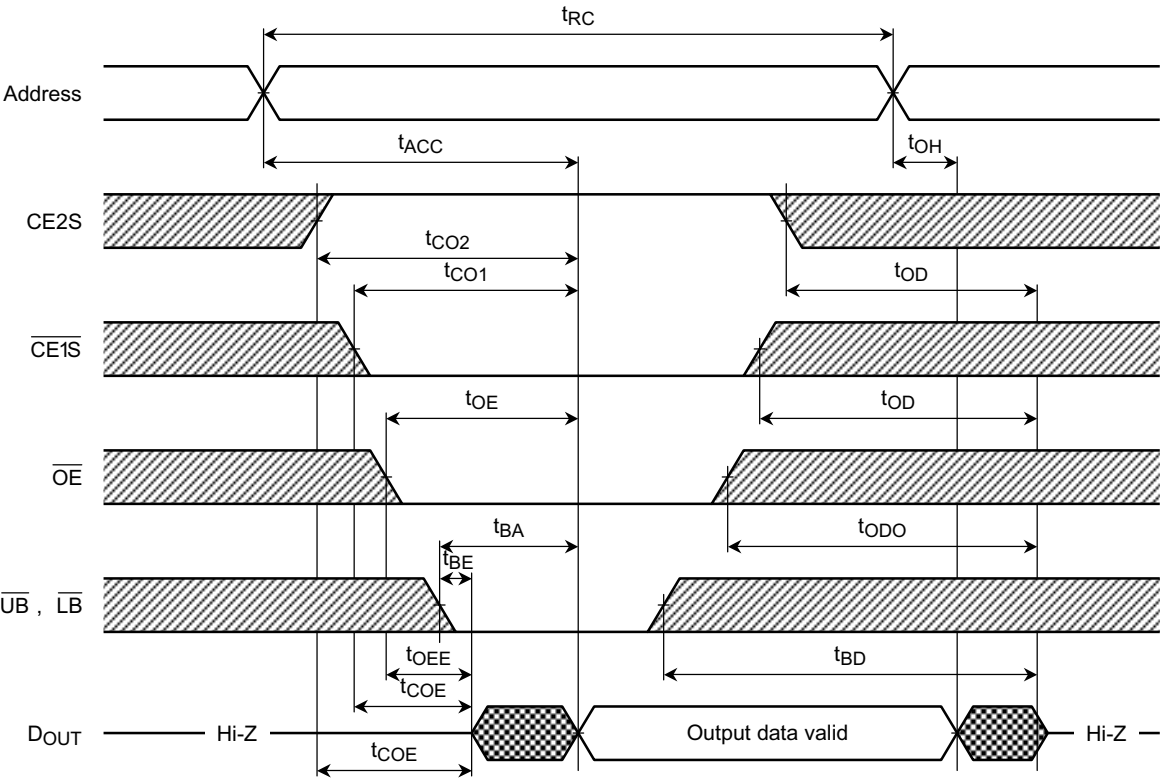 tRC
Address
tACC
tOH
CE2S
tCO2
tCO1
tOD
CE1S
tOE
tOD
OE
tBA
tODO
tBE
UB , LB
tOEE
tBD
tCOE
DOUT
Hi-Z
Output data valid
Hi-Z
tCOE